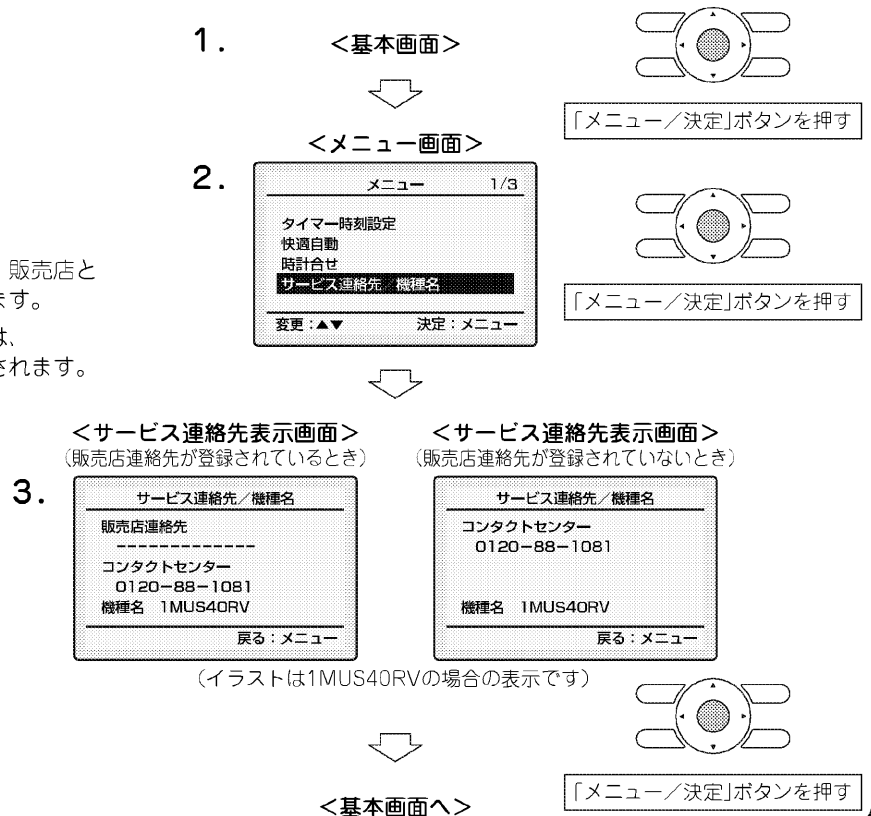 1.
＜基本画面＞
「メニュー／決定」ボタンを押す
＜メニュー画面＞
2.
メニュー 1/3
タイマー時刻設定
快適自動
時計合せ
サービス連絡先／機種名
変更：▲▼ 決定：メニュー
「メニュー／決定」ボタンを押す
販売店と
ます。
は、
されます。
＜サービス連絡先表示画面＞
（販売店連絡先が登録されているとき）
＜サービス連絡先表示画面＞
（販売店連絡先が登録されていないとき）
3.
サービス連絡先／機種名
販売店連絡先
−−−−−−−−−−−−−
コンタクトセンター
0120−88−1081
機種名 1MUS40RV
戻る：メニュー
サービス連絡先／機種名
コンタクトセンター
0120−88−1081
機種名 1MUS40RV
戻る：メニュー
（イラストは1MUS40RVの場合の表示です）
＜基本画面へ＞
「メニュー／決定」ボタンを押す